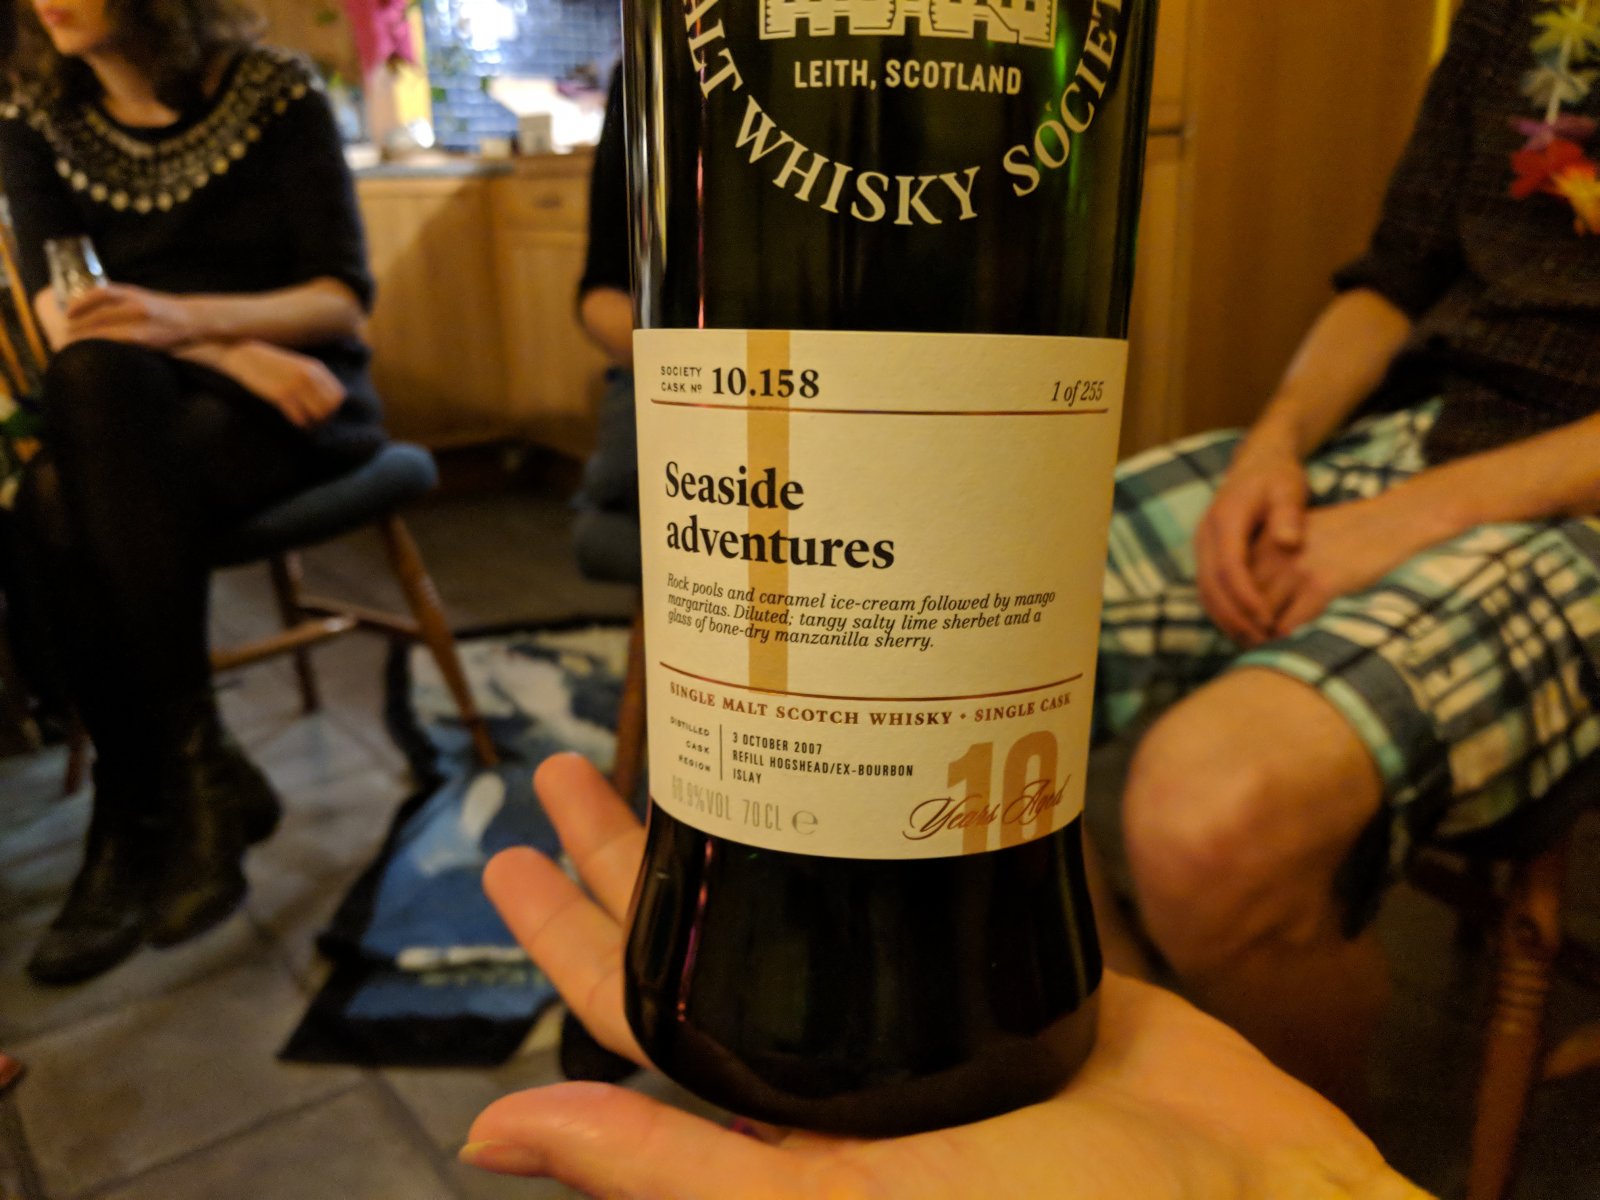 LEITH, SCOTLAND
ALT WHISKY SOCIET
SOCIETY
CASK Nº 10.158
1 of 255
Seaside
adventures
Rock pools and caramel ice-cream followed by mango
margaritas. Diluted; tangy salty lime sherbet and a
glass of bone-dry manzanilla sherry.
SINGLE MALT SCOTCH WHISKY • SINGLE CASK
DISTILLED 3 OCTOBER 2007
CASK REFILL HOGSHEAD/EX-BOURBON
REGION ISLAY
70CL ℮
10
Years Aged